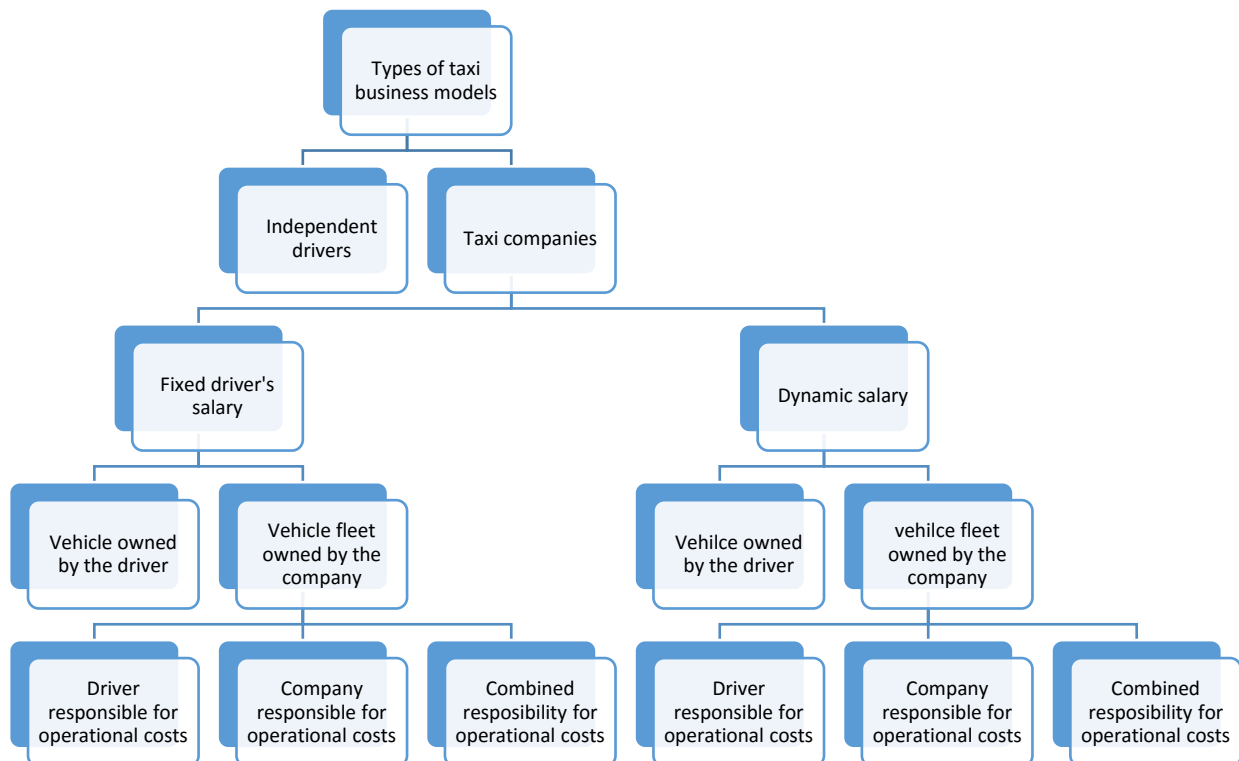 Types of taxi
business models
Independent
drivers
Taxi companies
Fixed driver's
salary
Dynamic salary
Vehicle owned
by the driver
Vehicle fleet
owned by the
company
Vehilce owned
by the driver
vehilce fleet
owned by the
company
Driver
responsible for
operational costs
Company
responsible for
operational costs
Combined
resposibility for
operational costs
Driver
responsible for
operational costs
Company
responsible for
operational costs
Combined
resposibility for
operational costs